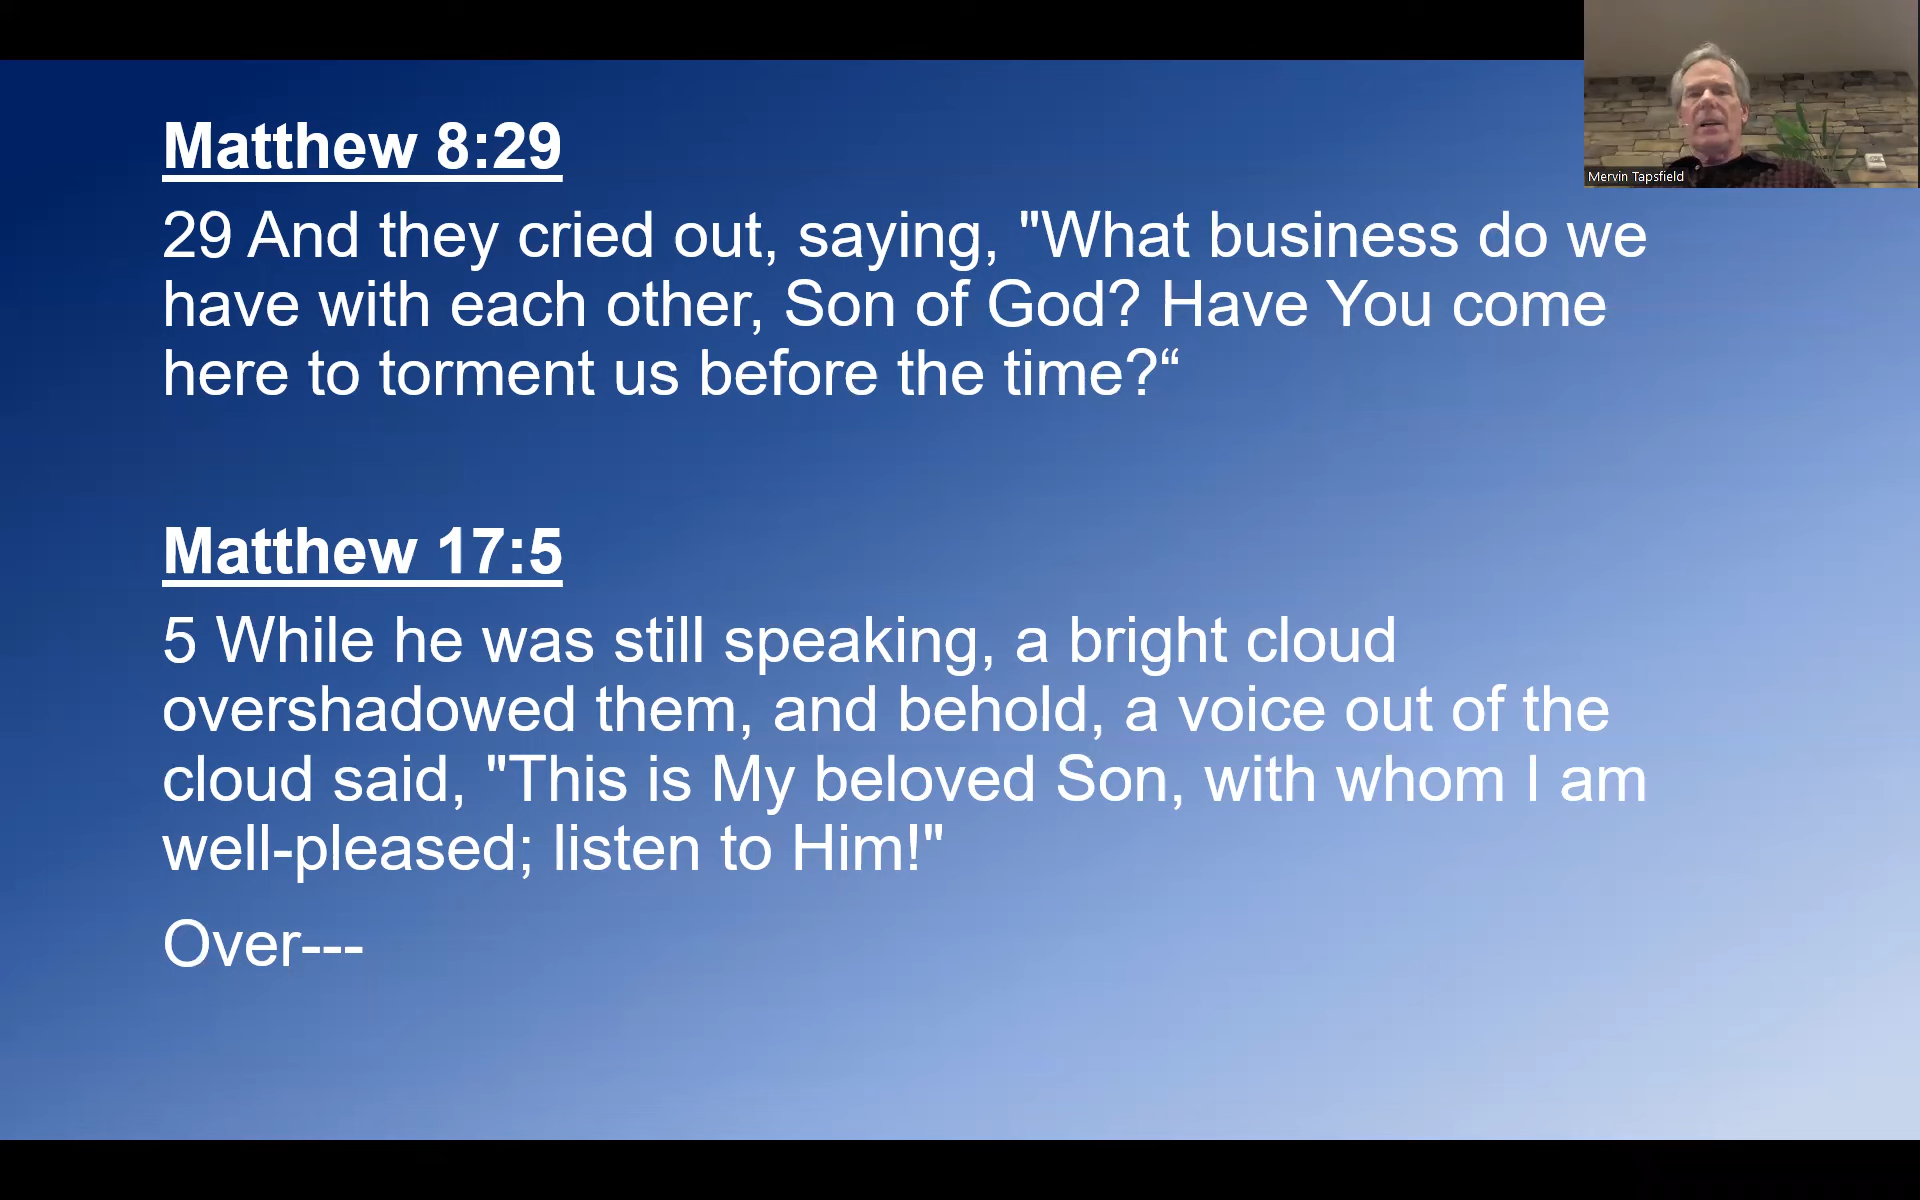 Mervin Tapsfield
Matthew 8:29
29 And they cried out, saying, "What business do we
have with each other, Son of God? Have You come
here to torment us before the time?“
Matthew 17:5
5 While he was still speaking, a bright cloud
overshadowed them, and behold, a voice out of the
cloud said, "This is My beloved Son, with whom I am
well-pleased; listen to Him!"
Over---